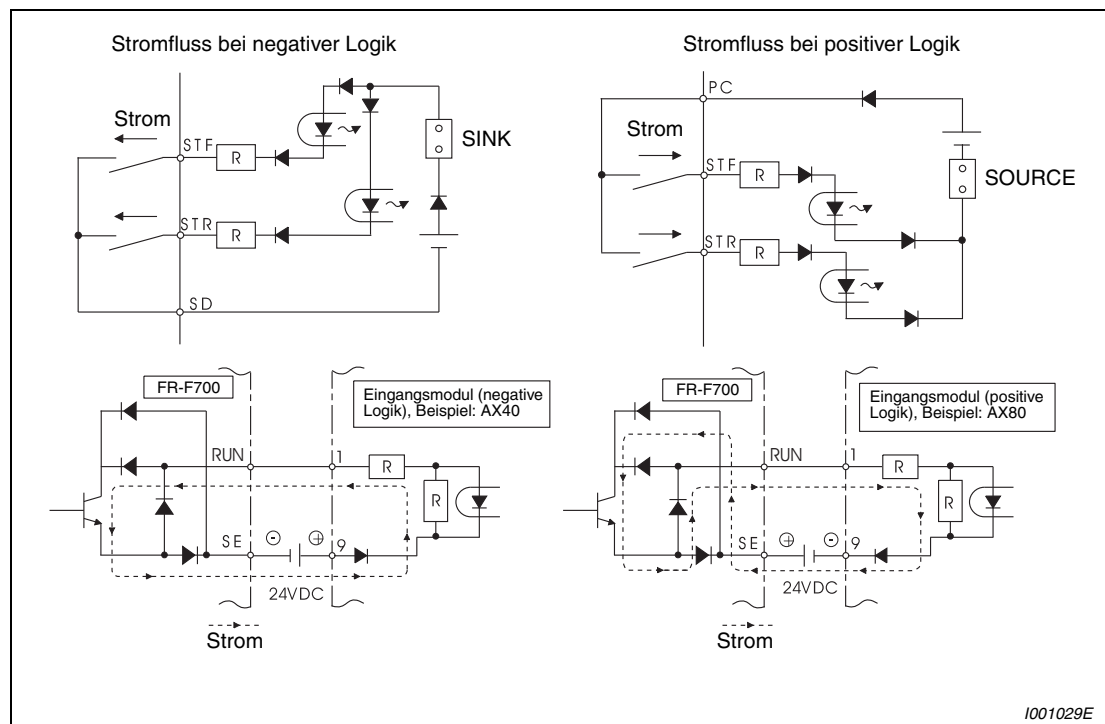 Stromfluss bei negativer Logik
Strom
STF
R
SINK
STR
R
SD
Stromfluss bei positiver Logik
PC
Strom
STF
R
SOURCE
STR
R
FR-F700
Eingangsmodul (negative
Logik), Beispiel: AX40
RUN
1
R
R
SE
9
24VDC
Strom
FR-F700
Eingangsmodul (positive
Logik), Beispiel: AX80
RUN
1
R
R
SE
9
24VDC
Strom
I001029E